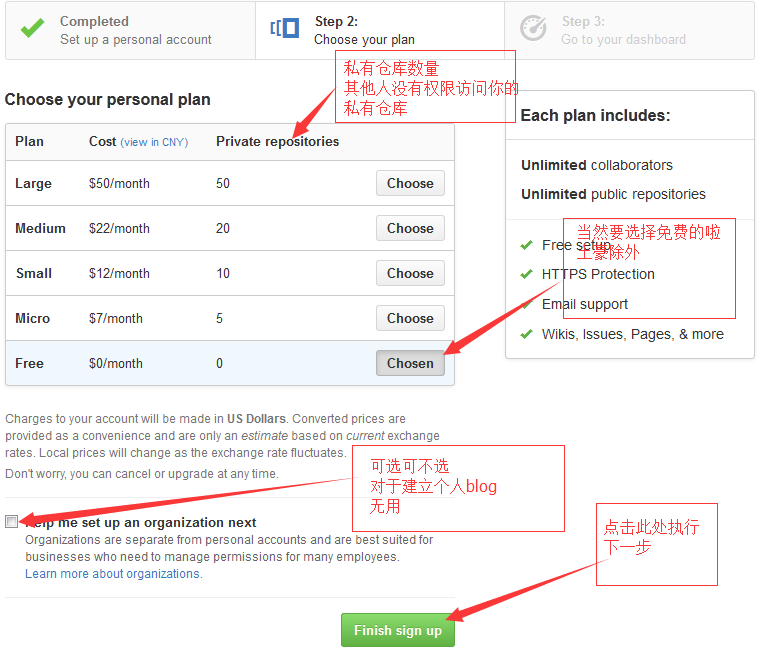 Completed
Set up a personal account
Step 2:
Choose your plan
Step 3:
Go to your dashboard
私有仓库数量
其他人没有权限访问你的
私有仓库
Choose your personal plan
Plan Cost (view in CNY) Private repositories
Large $50/month 50 Choose
Medium $22/month 20 Choose
Small $12/month 10 Choose
Micro $7/month 5 Choose
Free $0/month 0 Chosen
Each plan includes:
Unlimited collaborators
Unlimited public repositories
Free setup
HTTPS Protection
Email support
Wikis, Issues, Pages, & more
当然要选择免费的啦
土豪除外
Charges to your account will be made in US Dollars. Converted prices are
provided as a convenience and are only an estimate based on current exchange
rates. Local prices will change as the exchange rate fluctuates.
Don't worry, you can cancel or upgrade at any time.
可选可不选
对于建立个人blog
无用
Help me set up an organization next
Organizations are separate from personal accounts and are best suited for
businesses who need to manage permissions for many employees.
Learn more about organizations.
点击此处执行
下一步
Finish sign up